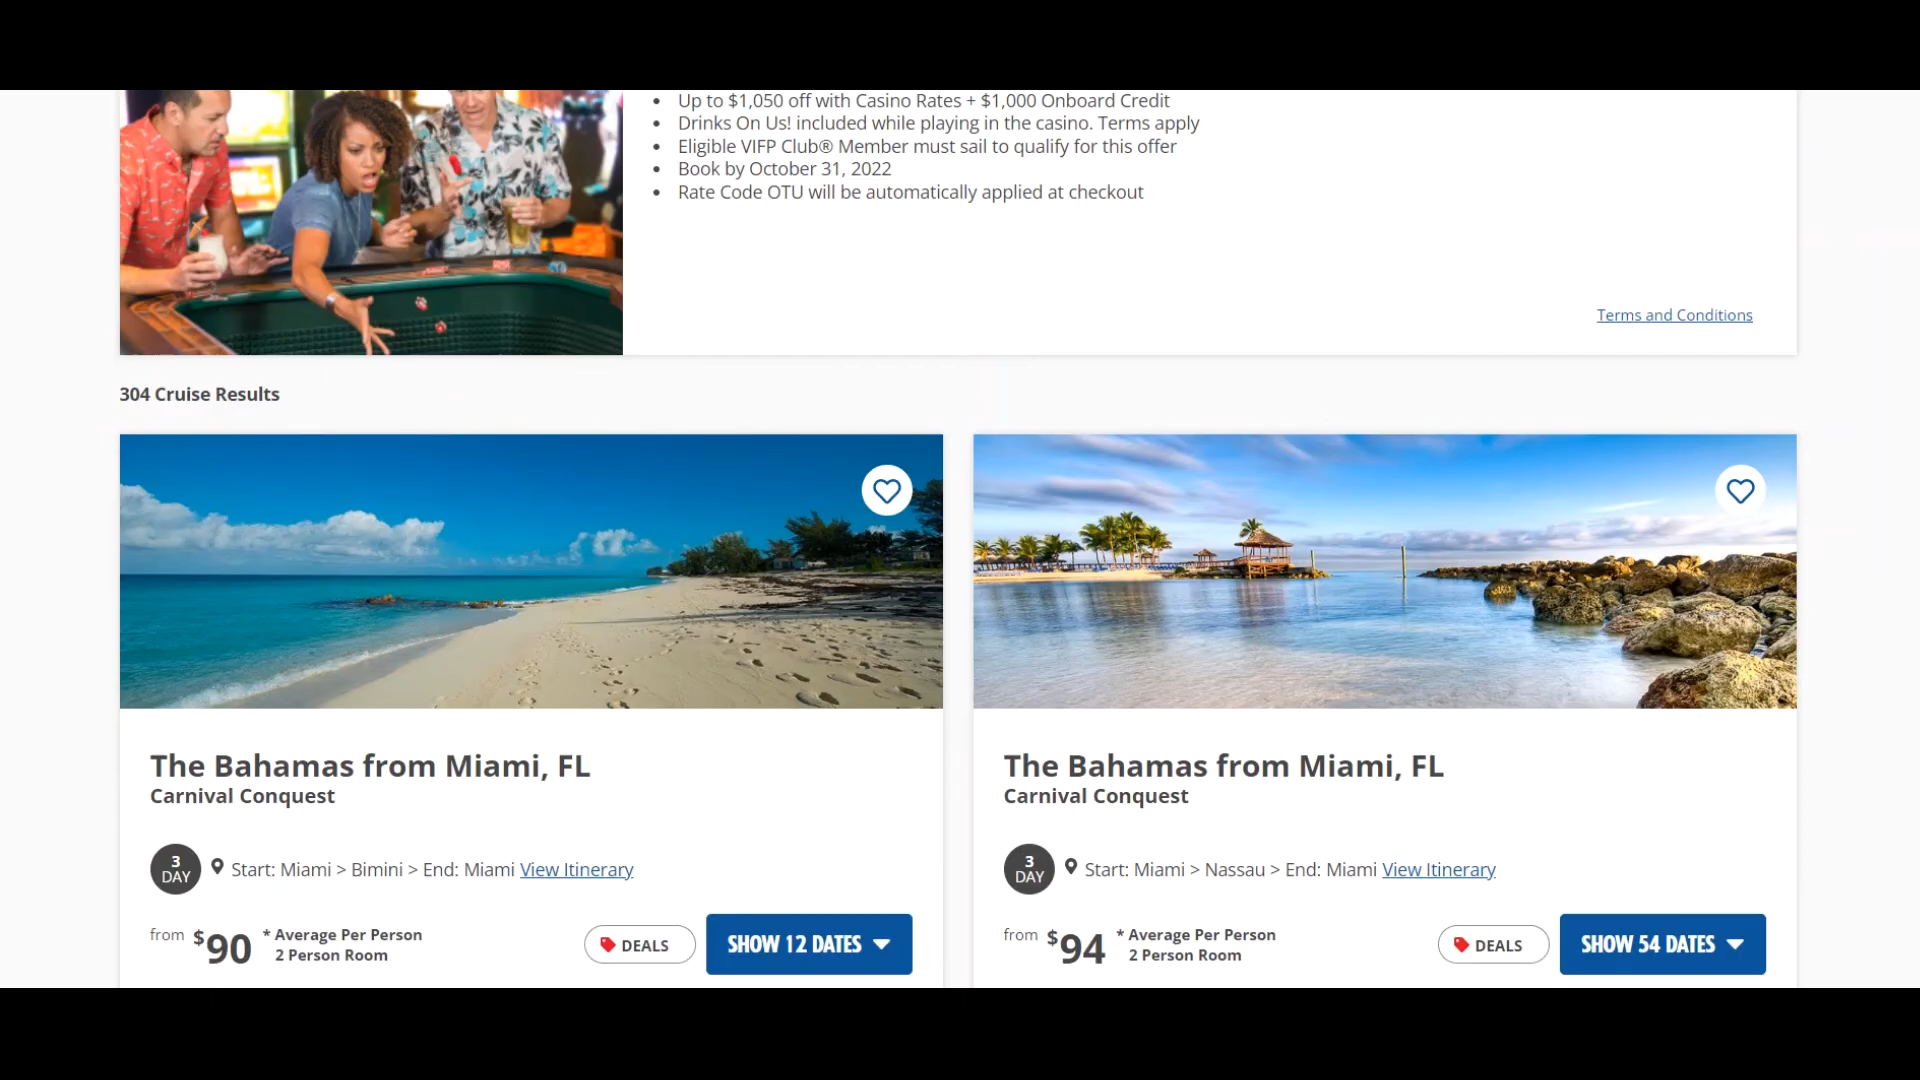 Up to $1,050 off with Casino Rates + $1,000 Onboard Credit
Drinks On Us! included while playing in the casino. Terms apply
Eligible VIFP Club® Member must sail to qualify for this offer
Book by October 31, 2022
Rate Code OTU will be automatically applied at checkout
Terms and Conditions
304 Cruise Results
The Bahamas from Miami, FL
Carnival Conquest
3 DAY
Start: Miami > Bimini > End: Miami View Itinerary
from $90 * Average Per Person
2 Person Room
DEALS
SHOW 12 DATES
The Bahamas from Miami, FL
Carnival Conquest
3 DAY
Start: Miami > Nassau > End: Miami View Itinerary
from $94 * Average Per Person
2 Person Room
DEALS
SHOW 54 DATES